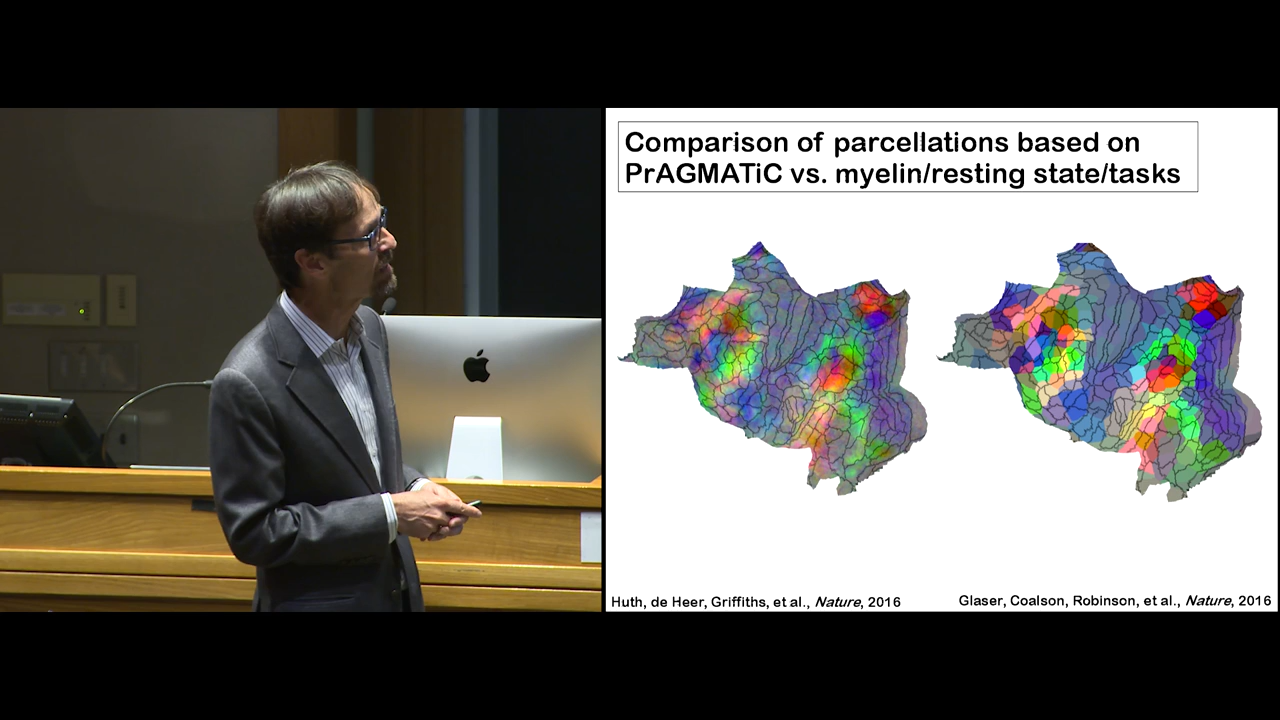 Comparison of parcellations based on
PrAGMATiC vs. myelin/resting state/tasks
Huth, de Heer, Griffiths, et al., Nature, 2016
Glaser, Coalson, Robinson, et al., Nature, 2016